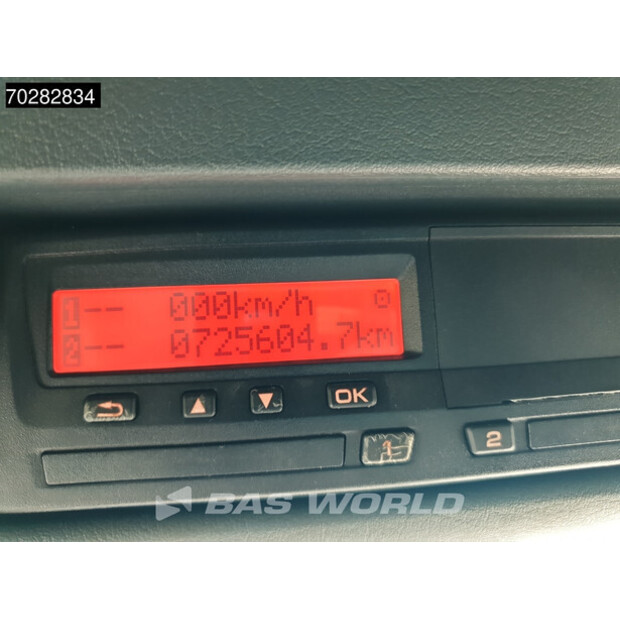 70282834
1 -- 000km/h
2 -- 0725604.7km
OK
1
2
BAS WORLD